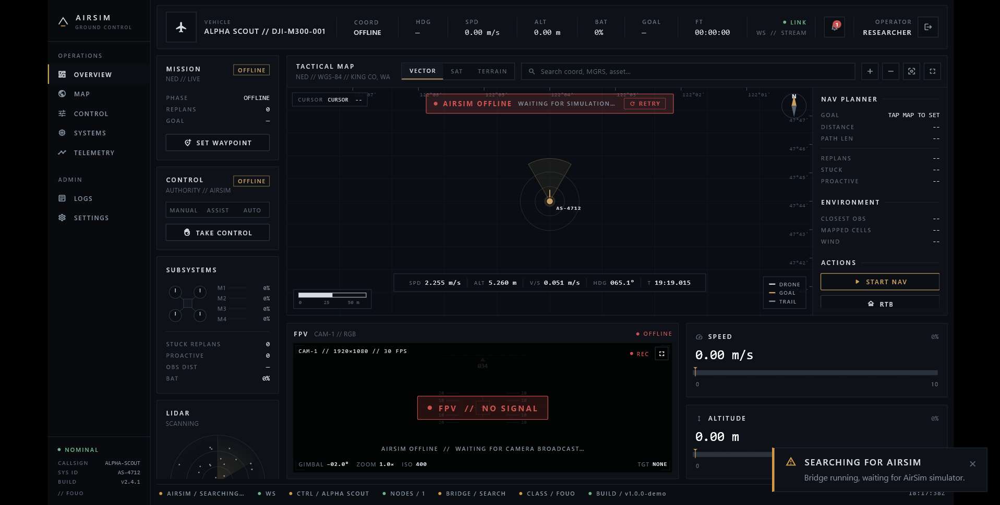 AIRSIM
GROUND CONTROL
OPERATIONS
OVERVIEW
MAP
CONTROL
SYSTEMS
TELEMETRY
ADMIN
LOGS
SETTINGS
NOMINAL
CALLSIGN ALPHA-SCOUT
SYS ID AS-4712
BUILD v2.4.1
// FOUO
VEHICLE
ALPHA SCOUT // DJI-M300-001
COORD
OFFLINE
HDG
—
SPD
0.00 m/s
ALT
0.00 m
BAT
0%
GOAL
—
FT
00:00:00
LINK
WS // STREAM
1
OPERATOR
RESEARCHER
MISSION
OFFLINE
NED // LIVE
PHASE OFFLINE
REPLANS 0
GOAL —
SET WAYPOINT
CONTROL
OFFLINE
AUTHORITY // AIRSIM
MANUAL ASSIST AUTO
TAKE CONTROL
SUBSYSTEMS
M1 0%
M2 0%
M3 0%
M4 0%
STUCK REPLANS 0
PROACTIVE 0
OBS DIST —
BAT 0%
LIDAR
SCANNING
TACTICAL MAP
NED // WGS-84 // KING CO, WA
VECTOR SAT TERRAIN
Search coord, MGRS, asset…
CURSOR CURSOR --
122°02' 122°01'
AIRSIM OFFLINE WAITING FOR SIMULATION… RETRY
N
47°47'
47°46'
47°45'
47°44'
47°43'
47°42'
AS-4712
SPD 2.255 m/s ALT 5.260 m V/S 0.051 m/s HDG 065.1° T 19:19.015
0 25 50 m
DRONE
GOAL
TRAIL
NAV PLANNER
GOAL TAP MAP TO SET
DISTANCE --
PATH LEN --
REPLANS --
STUCK --
PROACTIVE --
ENVIRONMENT
CLOSEST OBS --
MAPPED CELLS --
WIND --
ACTIONS
START NAV
RTB
FPV CAM-1 // RGB
OFFLINE
CAM-1 // 1920×1080 // 30 FPS
REC
034
20 20
10 10
FPV // NO SIGNAL
10 10
20 20
AIRSIM OFFLINE // WAITING FOR CAMERA BROADCAST…
GIMBAL -02.0° ZOOM 1.0× ISO 400
TGT NONE
SPEED 0%
0.00 m/s
0 10
ALTITUDE 0%
0.00 m
0
SEARCHING FOR AIRSIM
Bridge running, waiting for AirSim simulator.
AIRSIM / SEARCHING… WS CTRL / ALPHA SCOUT NODES / 1 BRIDGE / SEARCH CLASS / FOUO BUILD / v1.0.0-demo
18:17:38Z